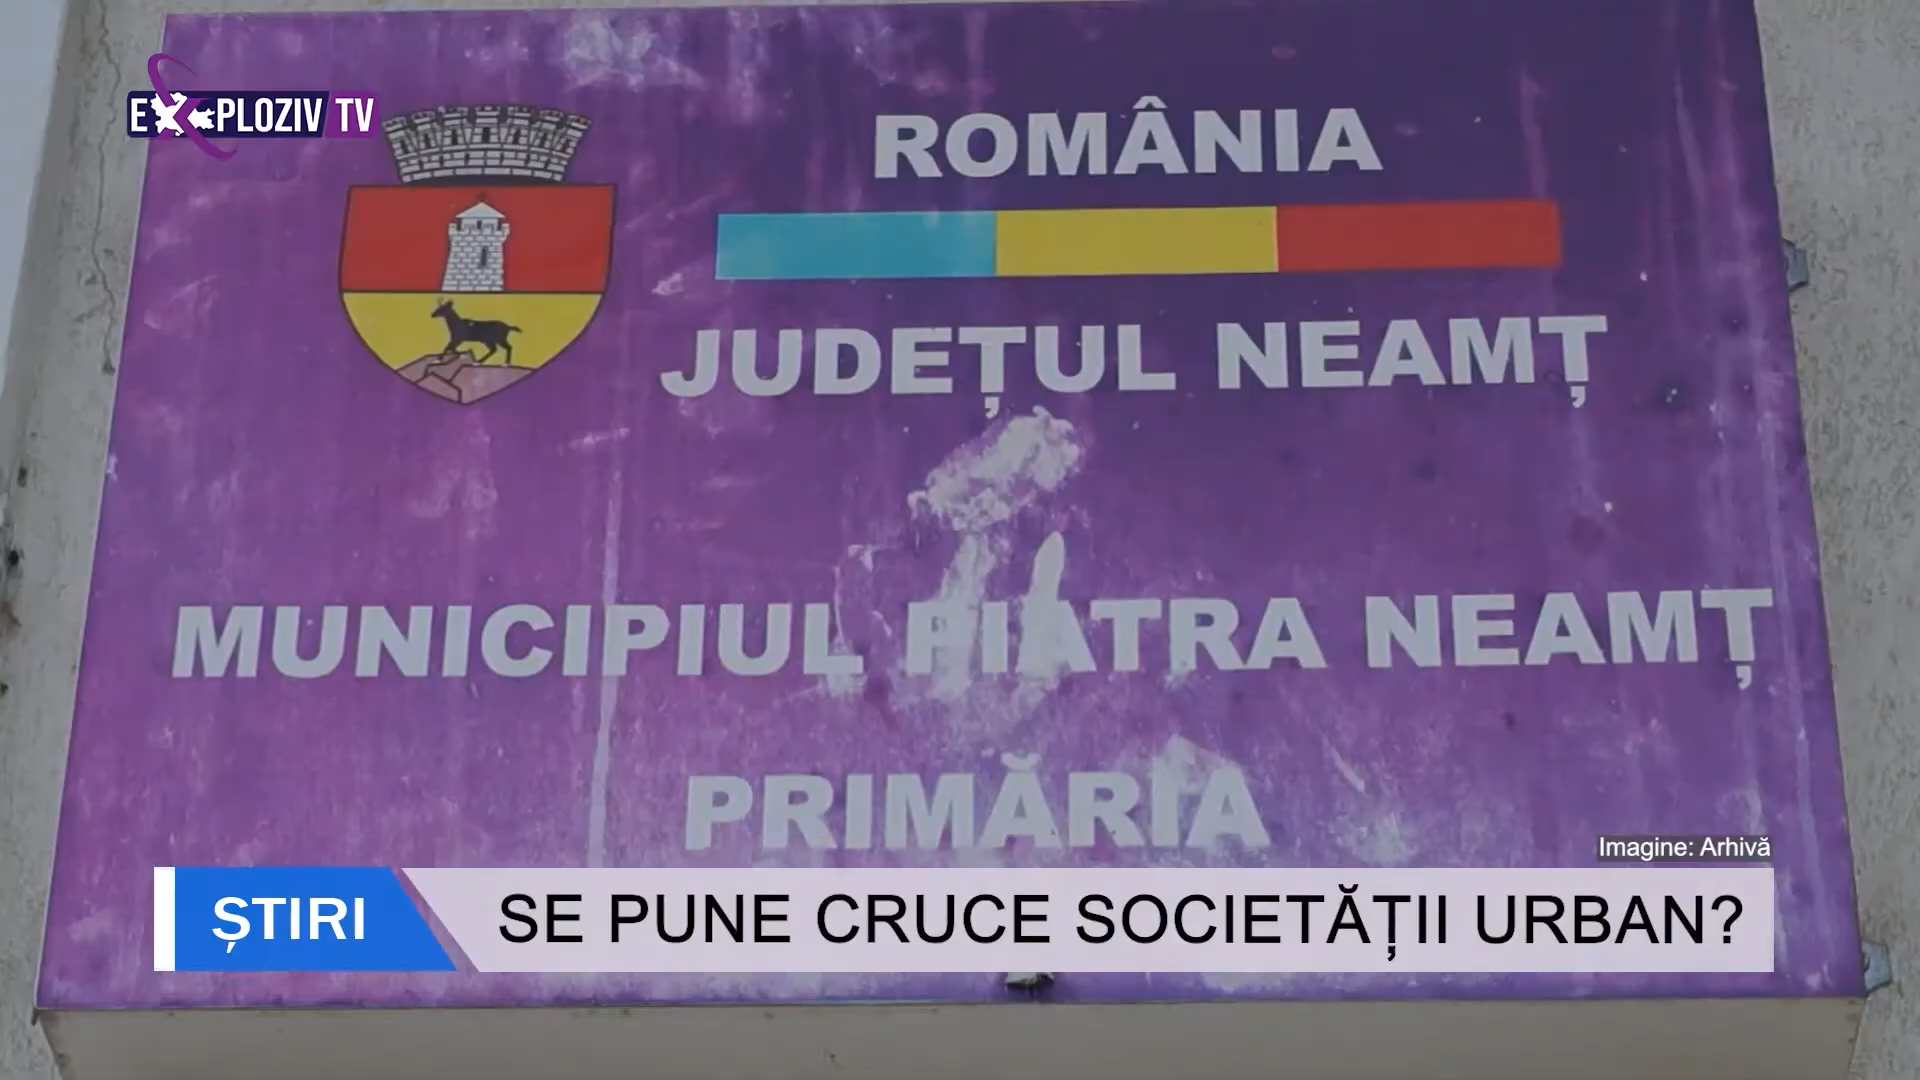 EXPLOZIV TV
ROMÂNIA
JUDEȚUL NEAMȚ
MUNICIPIUL PIATRA NEAMȚ
PRIMĂRIA
Imagine: Arhivă
ȘTIRI
SE PUNE CRUCE SOCIETĂȚII URBAN?